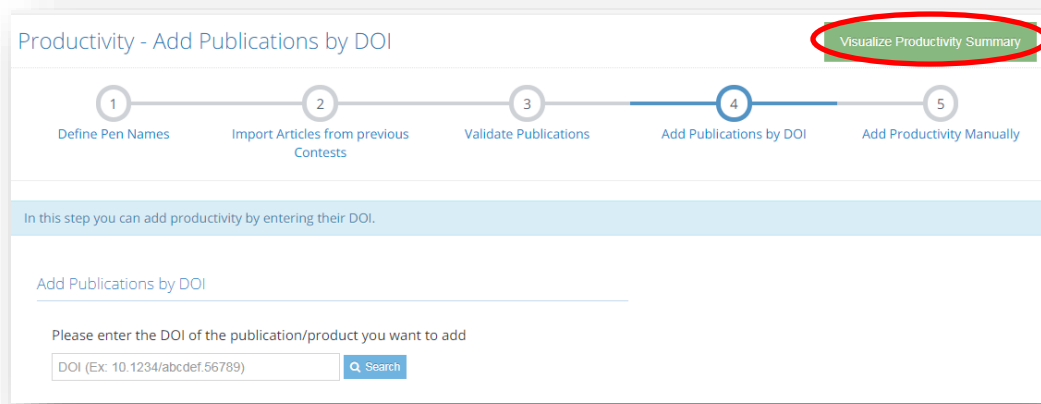 Productivity - Add Publications by DOI
Visualize Productivity Summary
1
2
3
4
5
Define Pen Names
Import Articles from previous
Contests
Validate Publications
Add Publications by DOI
Add Productivity Manually
In this step you can add productivity by entering their DOI.
Add Publications by DOI
Please enter the DOI of the publication/product you want to add
DOI (Ex: 10.1234/abcdef.56789)
Search